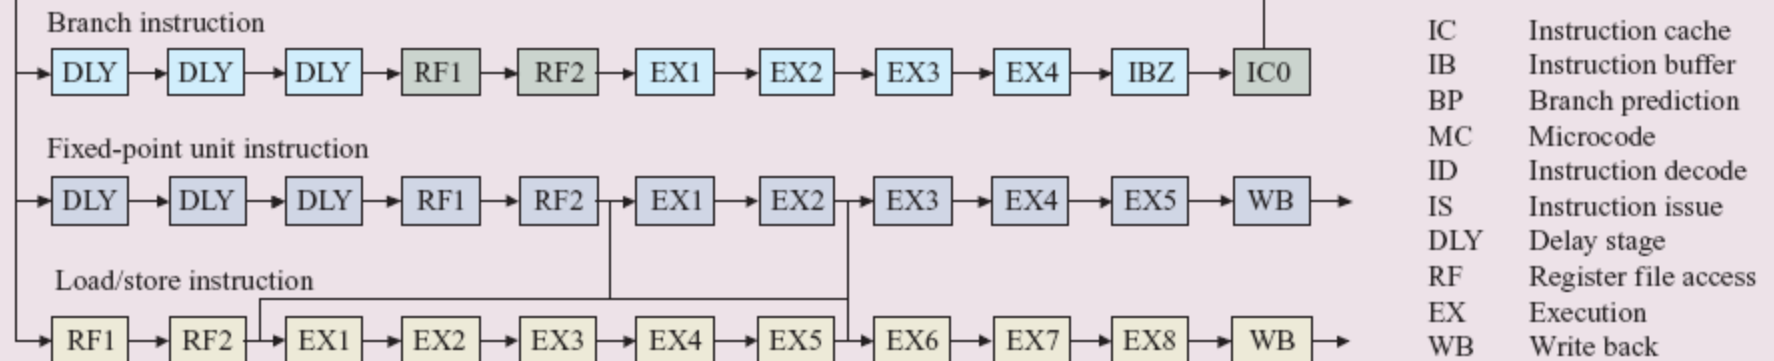 Branch instruction
DLY DLY DLY RF1 RF2 EX1 EX2 EX3 EX4 IBZ IC0
Fixed-point unit instruction
DLY DLY DLY RF1 RF2 EX1 EX2 EX3 EX4 EX5 WB
Load/store instruction
RF1 RF2 EX1 EX2 EX3 EX4 EX5 EX6 EX7 EX8 WB
IC Instruction cache
IB Instruction buffer
BP Branch prediction
MC Microcode
ID Instruction decode
IS Instruction issue
DLY Delay stage
RF Register file access
EX Execution
WB Write back